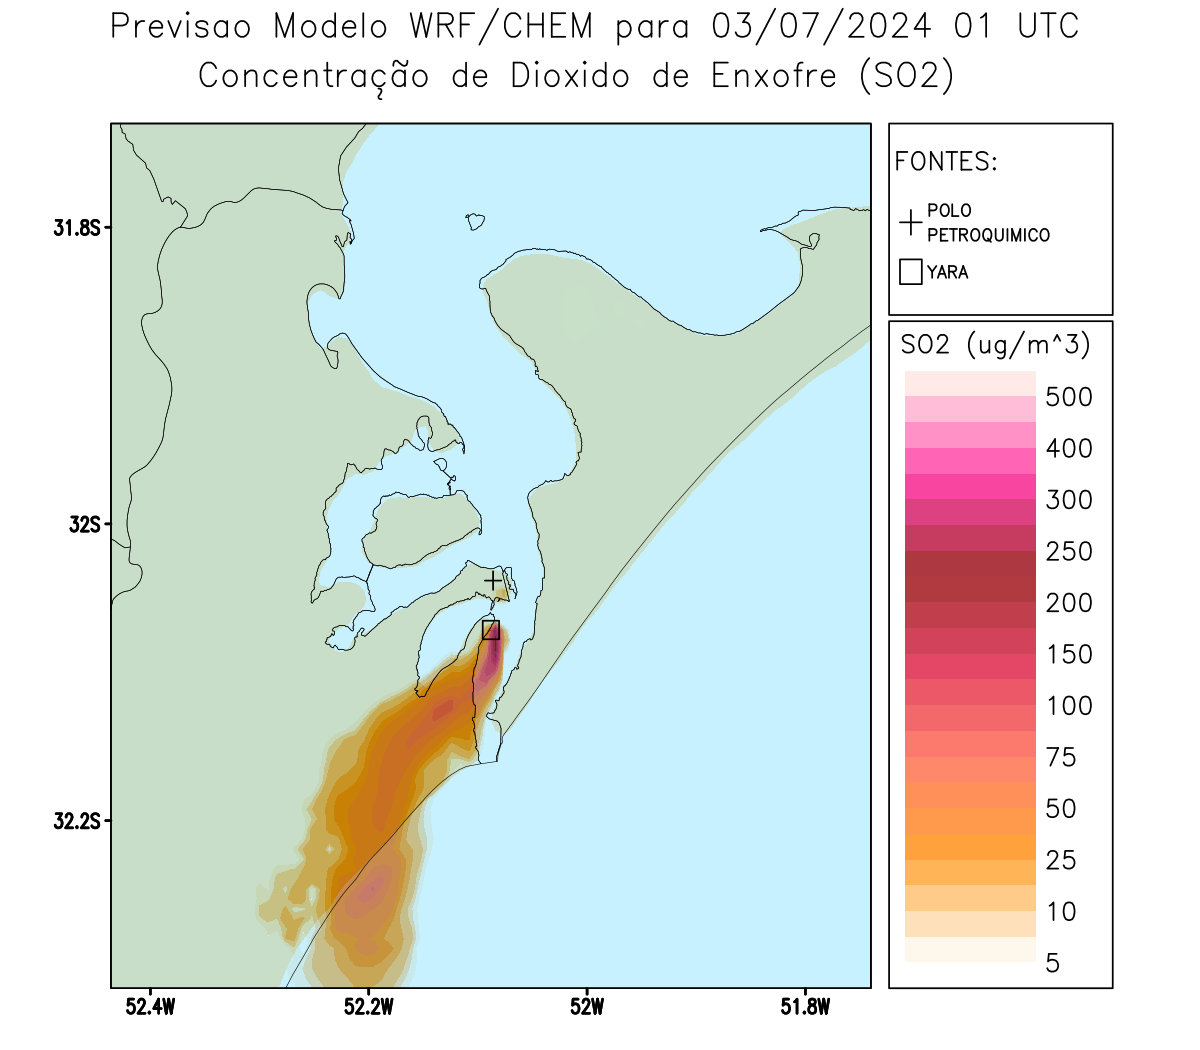 Previsao Modelo WRF/CHEM para 03/07/2024 01 UTC
Concentração de Dioxido de Enxofre (SO2)
FONTES:
POLO
PETROQUIMICO
YARA
31.8S
32S
32.2S
52.4W
52.2W
52W
51.8W
SO2 (ug/m^3)
500
400
300
250
200
150
100
75
50
25
10
5